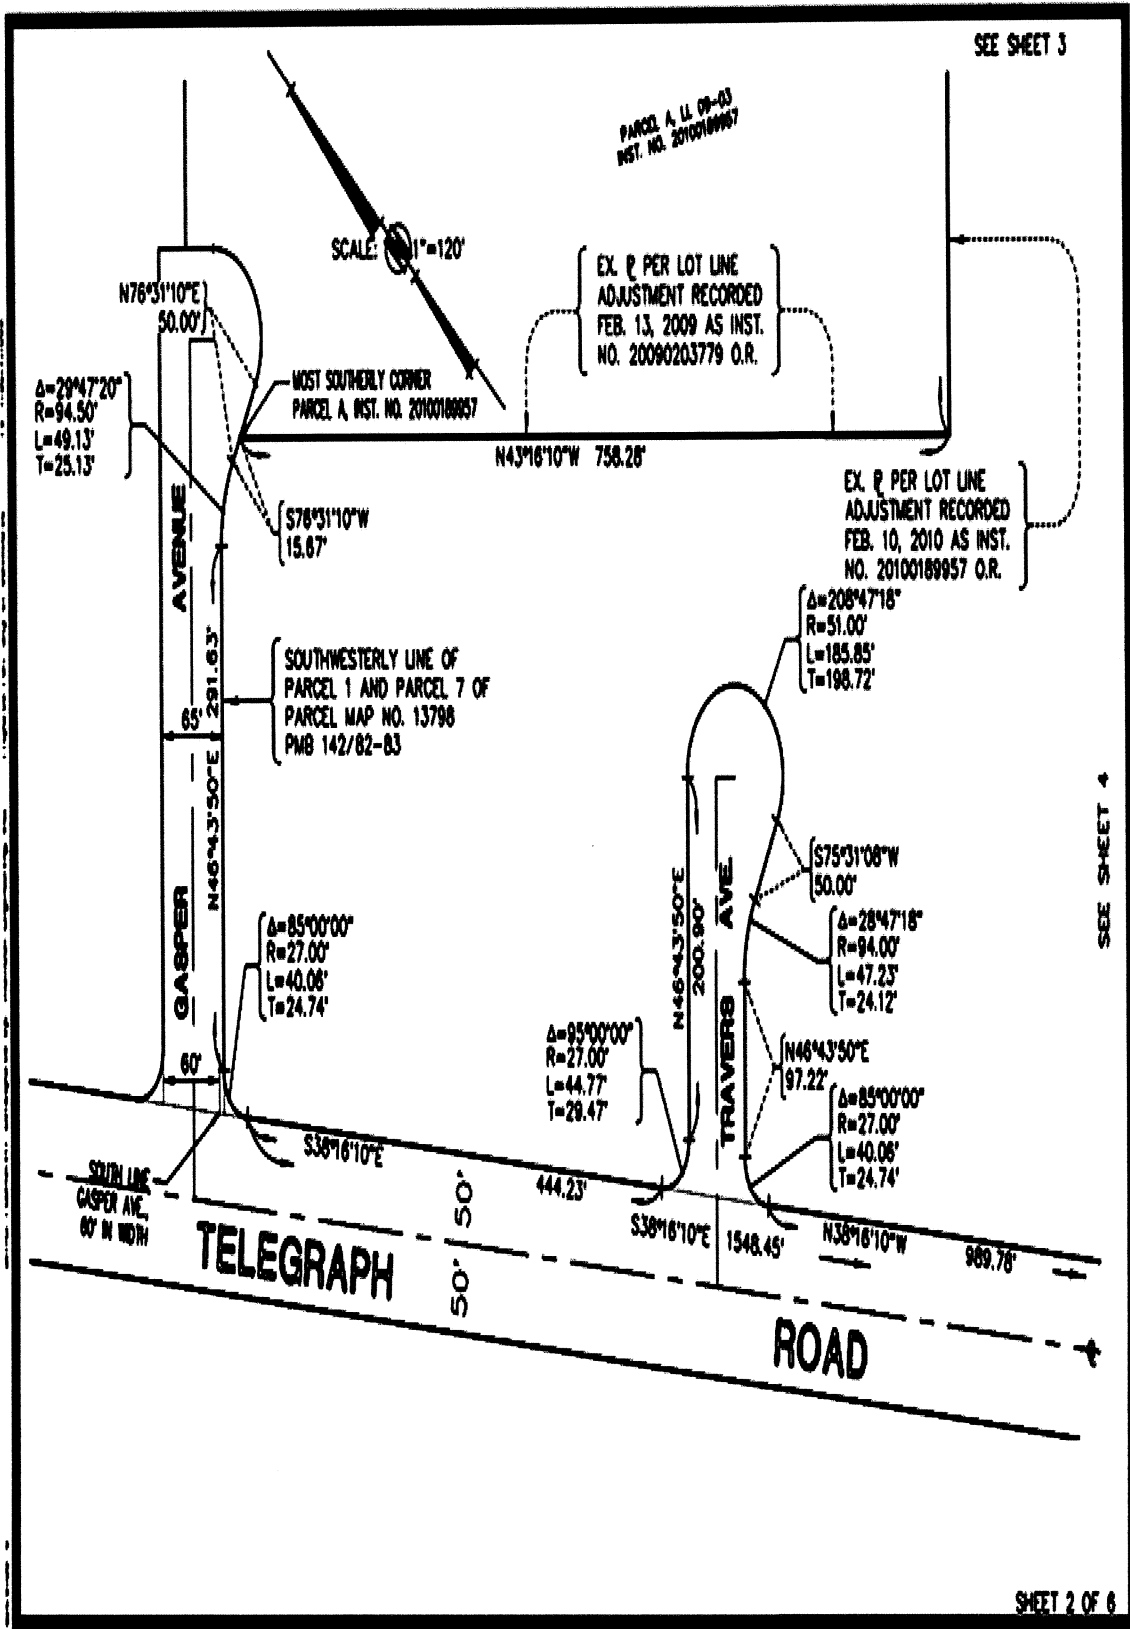 SEE SHEET 3
PARCEL A, LL 09-03
INST. NO. 20100189957
SCALE: 1"=120'
N76°31'10"E
50.00'
EX. ⅊ PER LOT LINE
ADJUSTMENT RECORDED
FEB. 13, 2009 AS INST.
NO. 20090203779 O.R.
Δ=29°47'20"
R=94.50'
L=49.13'
T=25.13'
MOST SOUTHERLY CORNER
PARCEL A, INST. NO. 20100189957
N43°16'10"W 758.28'
S76°31'10"W
15.67'
EX. ⅊ PER LOT LINE
ADJUSTMENT RECORDED
FEB. 10, 2010 AS INST.
NO. 20100189957 O.R.
Δ=208°47'18"
R=51.00'
L=185.85'
T=198.72'
SOUTHWESTERLY LINE OF
PARCEL 1 AND PARCEL 7 OF
PARCEL MAP NO. 13798
PMB 142/82-83
65'
GASPER AVENUE
N46°43'50"E 291.63'
SEE SHEET 4
S75°31'08"W
50.00'
Δ=28°47'18"
R=94.00'
L=47.23'
T=24.12'
N46°43'50"E
200.90'
TRAVERS AVE.
Δ=85°00'00"
R=27.00'
L=40.06'
T=24.74'
Δ=95°00'00"
R=27.00'
L=44.77'
T=29.47'
N46°43'50"E
97.22'
Δ=85°00'00"
R=27.00'
L=40.06'
T=24.74'
60'
S38°16'10"E
444.23'
SOUTH LINE
GASPER AVE.,
60' IN WIDTH
50'
50'
S38°16'10"E
1548.45'
N38°16'10"W
989.78'
TELEGRAPH
ROAD
SHEET 2 OF 6